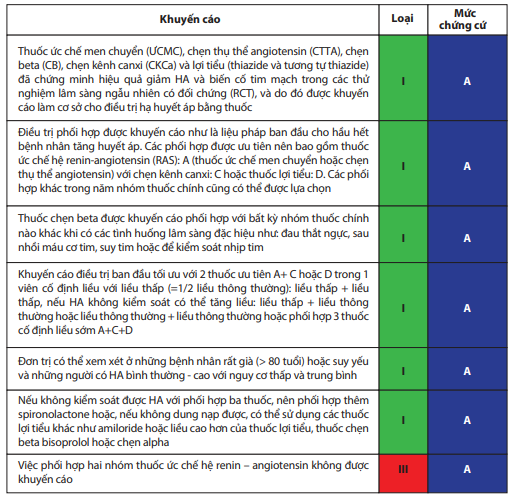 Khuyến cáo
Loại
Mức
chứng cứ
Thuốc ức chế men chuyển (ƯCMC), chẹn thụ thể angiotensin (CTTA), chẹn
beta (CB), chẹn kênh canxi (CKCa) và lợi tiểu (thiazide và tương tự thiazide)
đã chứng minh hiệu quả giảm HA và biến cố tim mạch trong các thử
nghiệm lâm sàng ngẫu nhiên có đối chứng (RCT), và do đó được khuyến
cáo làm cơ sở cho điều trị hạ huyết áp bằng thuốc
I
A
Điều trị phối hợp được khuyến cáo như là liệu pháp ban đầu cho hầu hết
bệnh nhân tăng huyết áp. Các phối hợp được ưu tiên nên bao gồm thuốc
ức chế hệ renin-angiotensin (RAS): A (thuốc ức chế men chuyển hoặc chẹn
thụ thể angiotensin) với chẹn kênh canxi: C hoặc thuốc lợi tiểu: D. Các phối
hợp khác trong năm nhóm thuốc chính cũng có thể được lựa chọn
I
A
Thuốc chẹn beta được khuyến cáo phối hợp với bất kỳ nhóm thuốc chính
nào khác khi có các tình huống lâm sàng đặc hiệu như: đau thắt ngực, sau
nhồi máu cơ tim, suy tim hoặc để kiểm soát nhịp tim
I
A
Khuyến cáo điều trị ban đầu tối ưu với 2 thuốc ưu tiên A+ C hoặc D trong 1
viên cố định liều với liều thấp (=1/2 liều thông thường): liều thấp + liều
thấp, nếu HA không kiểm soát có thể tăng liều: liều thấp + liều thông
thường hoặc liều thông thường + liều thông thường hoặc phối hợp 3 thuốc
cố định liều sớm A+C+D
I
A
Đơn trị có thể xem xét ở những bệnh nhân rất già (> 80 tuổi) hoặc suy yếu
và những người có HA bình thường - cao với nguy cơ thấp và trung bình
I
A
Nếu không kiểm soát được HA với phối hợp ba thuốc, nên phối hợp thêm
spironolactone hoặc, nếu không dung nạp được, có thể sử dụng các thuốc
lợi tiểu khác như amiloride hoặc liều cao hơn của thuốc lợi tiểu, thuốc chẹn
beta bisoprolol hoặc chẹn alpha
I
A
Việc phối hợp hai nhóm thuốc ức chế hệ renin – angiotensin không được
khuyến cáo
III
A